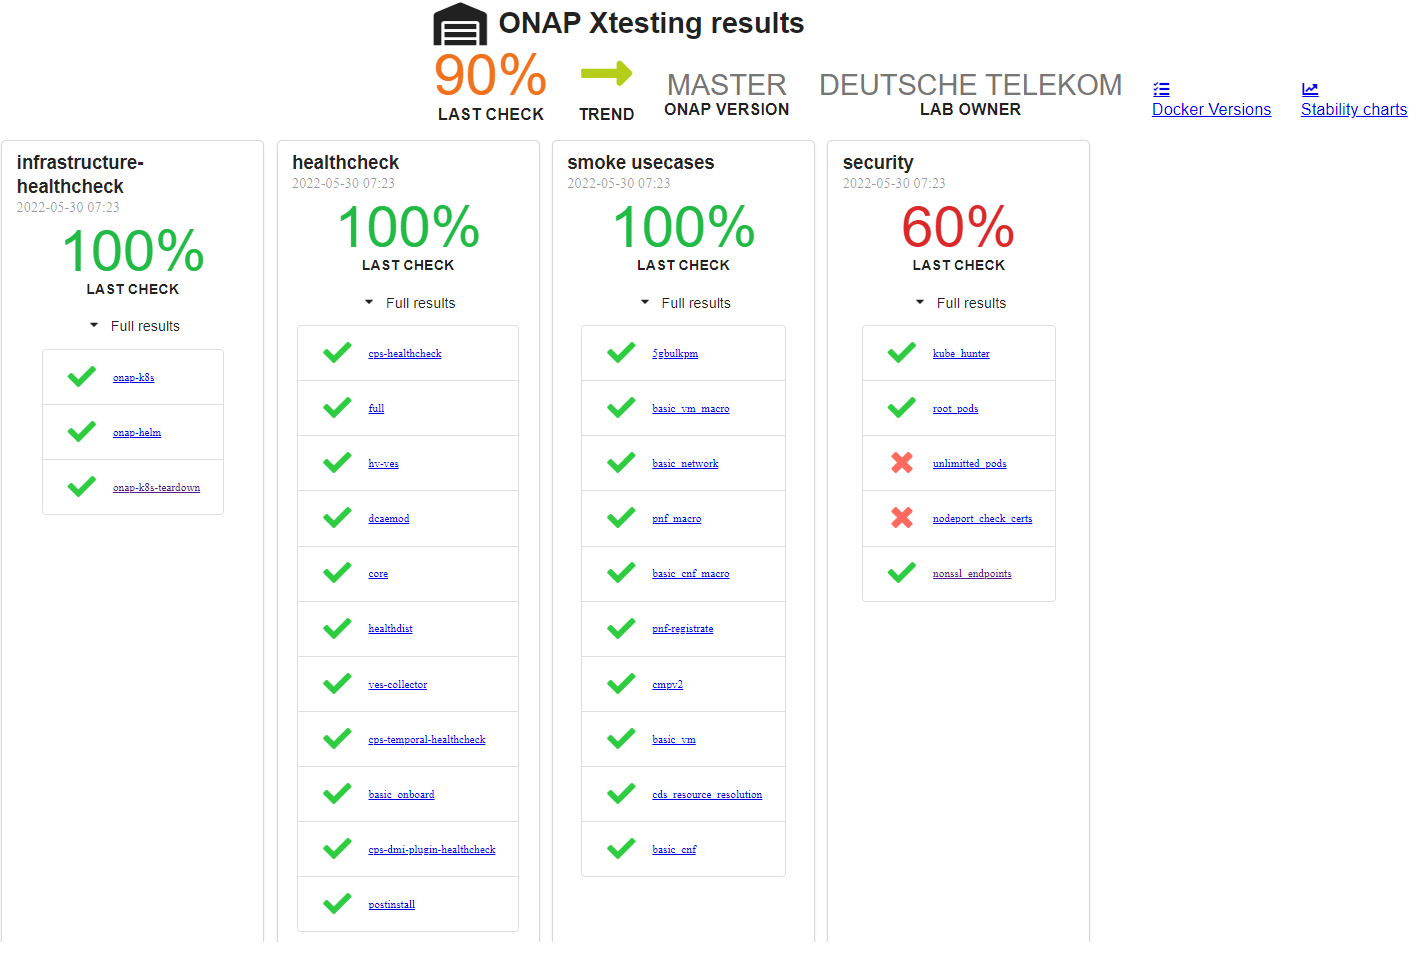 ONAP Xtesting results
90%
LAST CHECK
TREND
MASTER
ONAP VERSION
DEUTSCHE TELEKOM
LAB OWNER
Docker Versions
Stability charts
infrastructure-
healthcheck
2022-05-30 07:23
100%
LAST CHECK
Full results
onap-k8s
onap-helm
onap-k8s-teardown
healthcheck
2022-05-30 07:23
100%
LAST CHECK
Full results
cps-healthcheck
full
hv-ves
dcaemod
core
healthdist
ves-collector
cps-temporal-healthcheck
basic_onboard
cps-dmi-plugin-healthcheck
postinstall
smoke usecases
2022-05-30 07:23
100%
LAST CHECK
Full results
5gbulkpm
basic_vm_macro
basic_network
pnf_macro
basic_cnf_macro
pnf-registrate
cmpv2
basic_vm
cds_resource_resolution
basic_cnf
security
2022-05-30 07:23
60%
LAST CHECK
Full results
kube_hunter
root_pods
unlimitted_pods
nodeport_check_certs
nonssl_endpoints